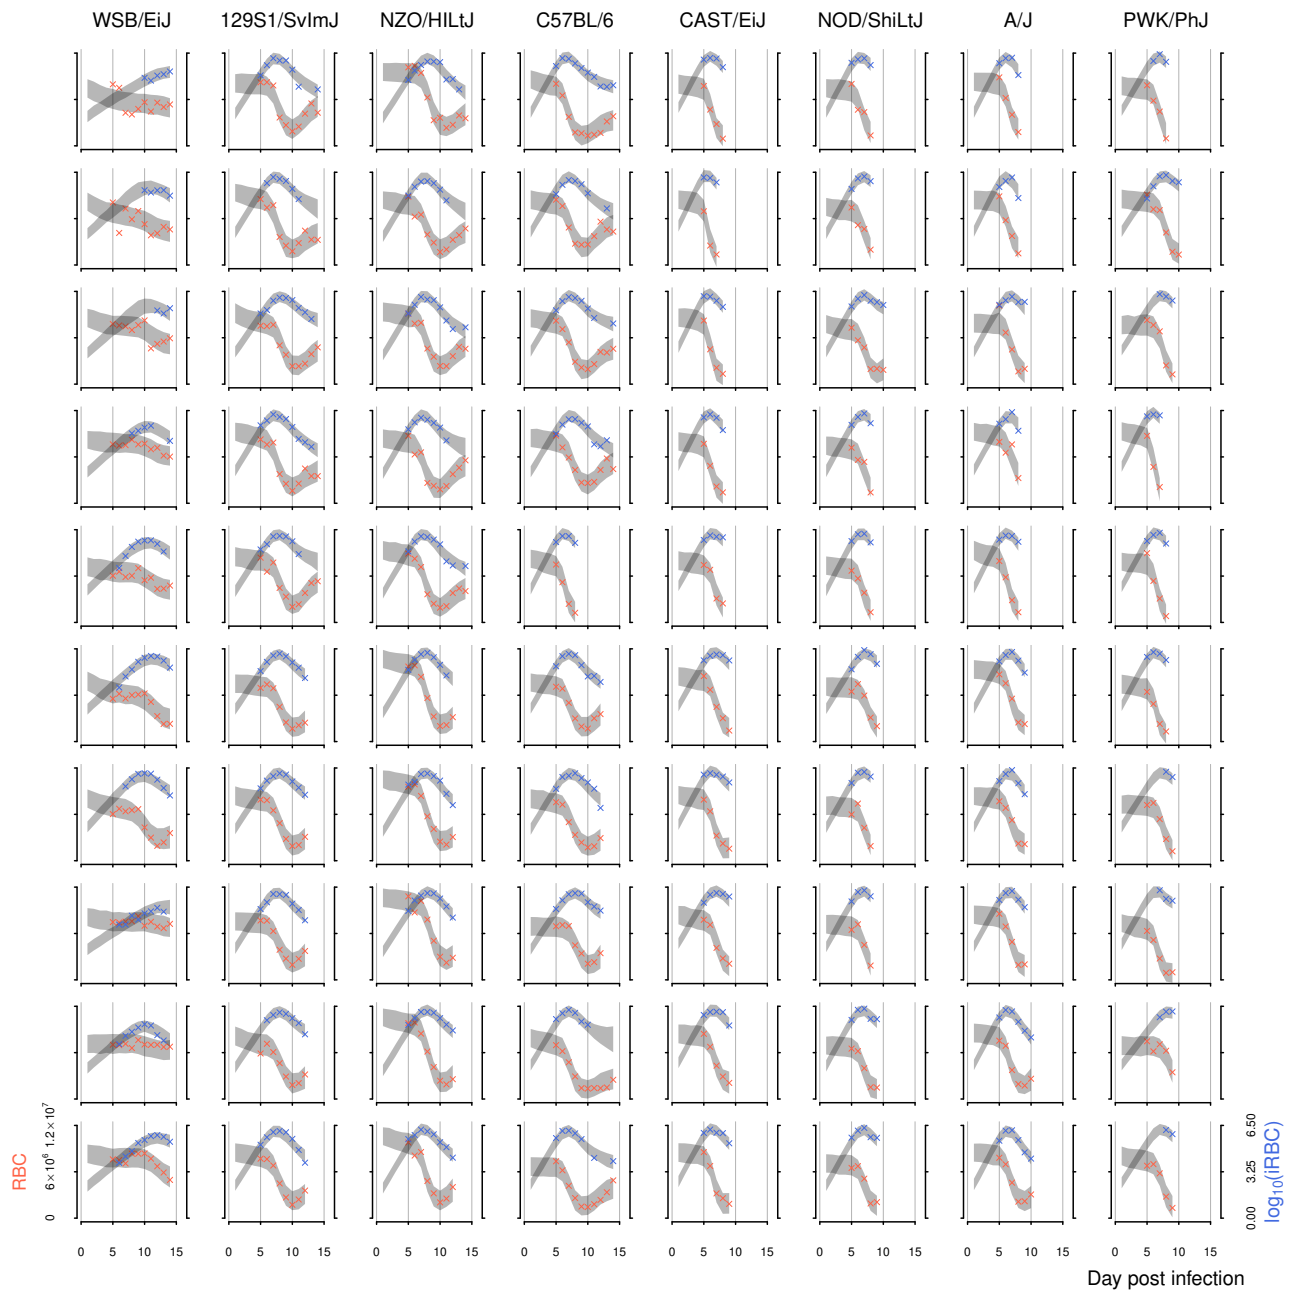 WSB/EiJ 129S1/SvImJ NZO/HILtJ C57BL/6 CAST/EiJ NOD/ShiLtJ A/J PWK/PhJ
RBC
0 6×10⁶ 1.2×10⁷
0.00 3.25 6.50
log₁₀(iRBC)
0 5 10 15 0 5 10 15 0 5 10 15 0 5 10 15 0 5 10 15 0 5 10 15 0 5 10 15 0 5 10 15
Day post infection